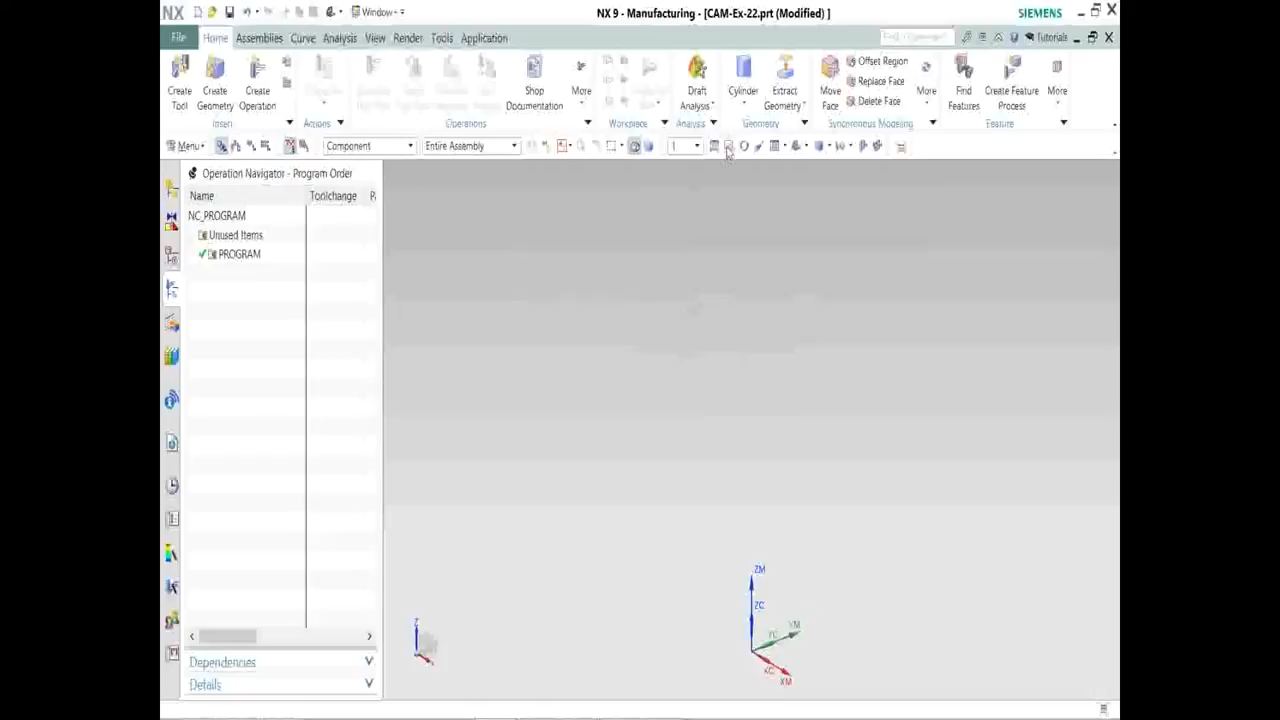 NX Window NX 9 - Manufacturing - [CAM-Ex-22.prt (Modified) ] SIEMENS
File Home Assemblies Curve Analysis View Render Tools Application Tutorials
Create Tool Create Geometry Create Operation Shop Documentation More Draft Analysis Cylinder Extract Geometry Move Face Offset Region Replace Face Delete Face More Find Features Create Feature Process More
Insert Actions Operations Workpiece Analysis Geometry Synchronous Modeling Feature
Menu Component Entire Assembly 1
Operation Navigator - Program Order
Name Toolchange
NC_PROGRAM
Unused Items
PROGRAM
ZM
ZC
YC
XC
XM
Z
Dependencies
Details